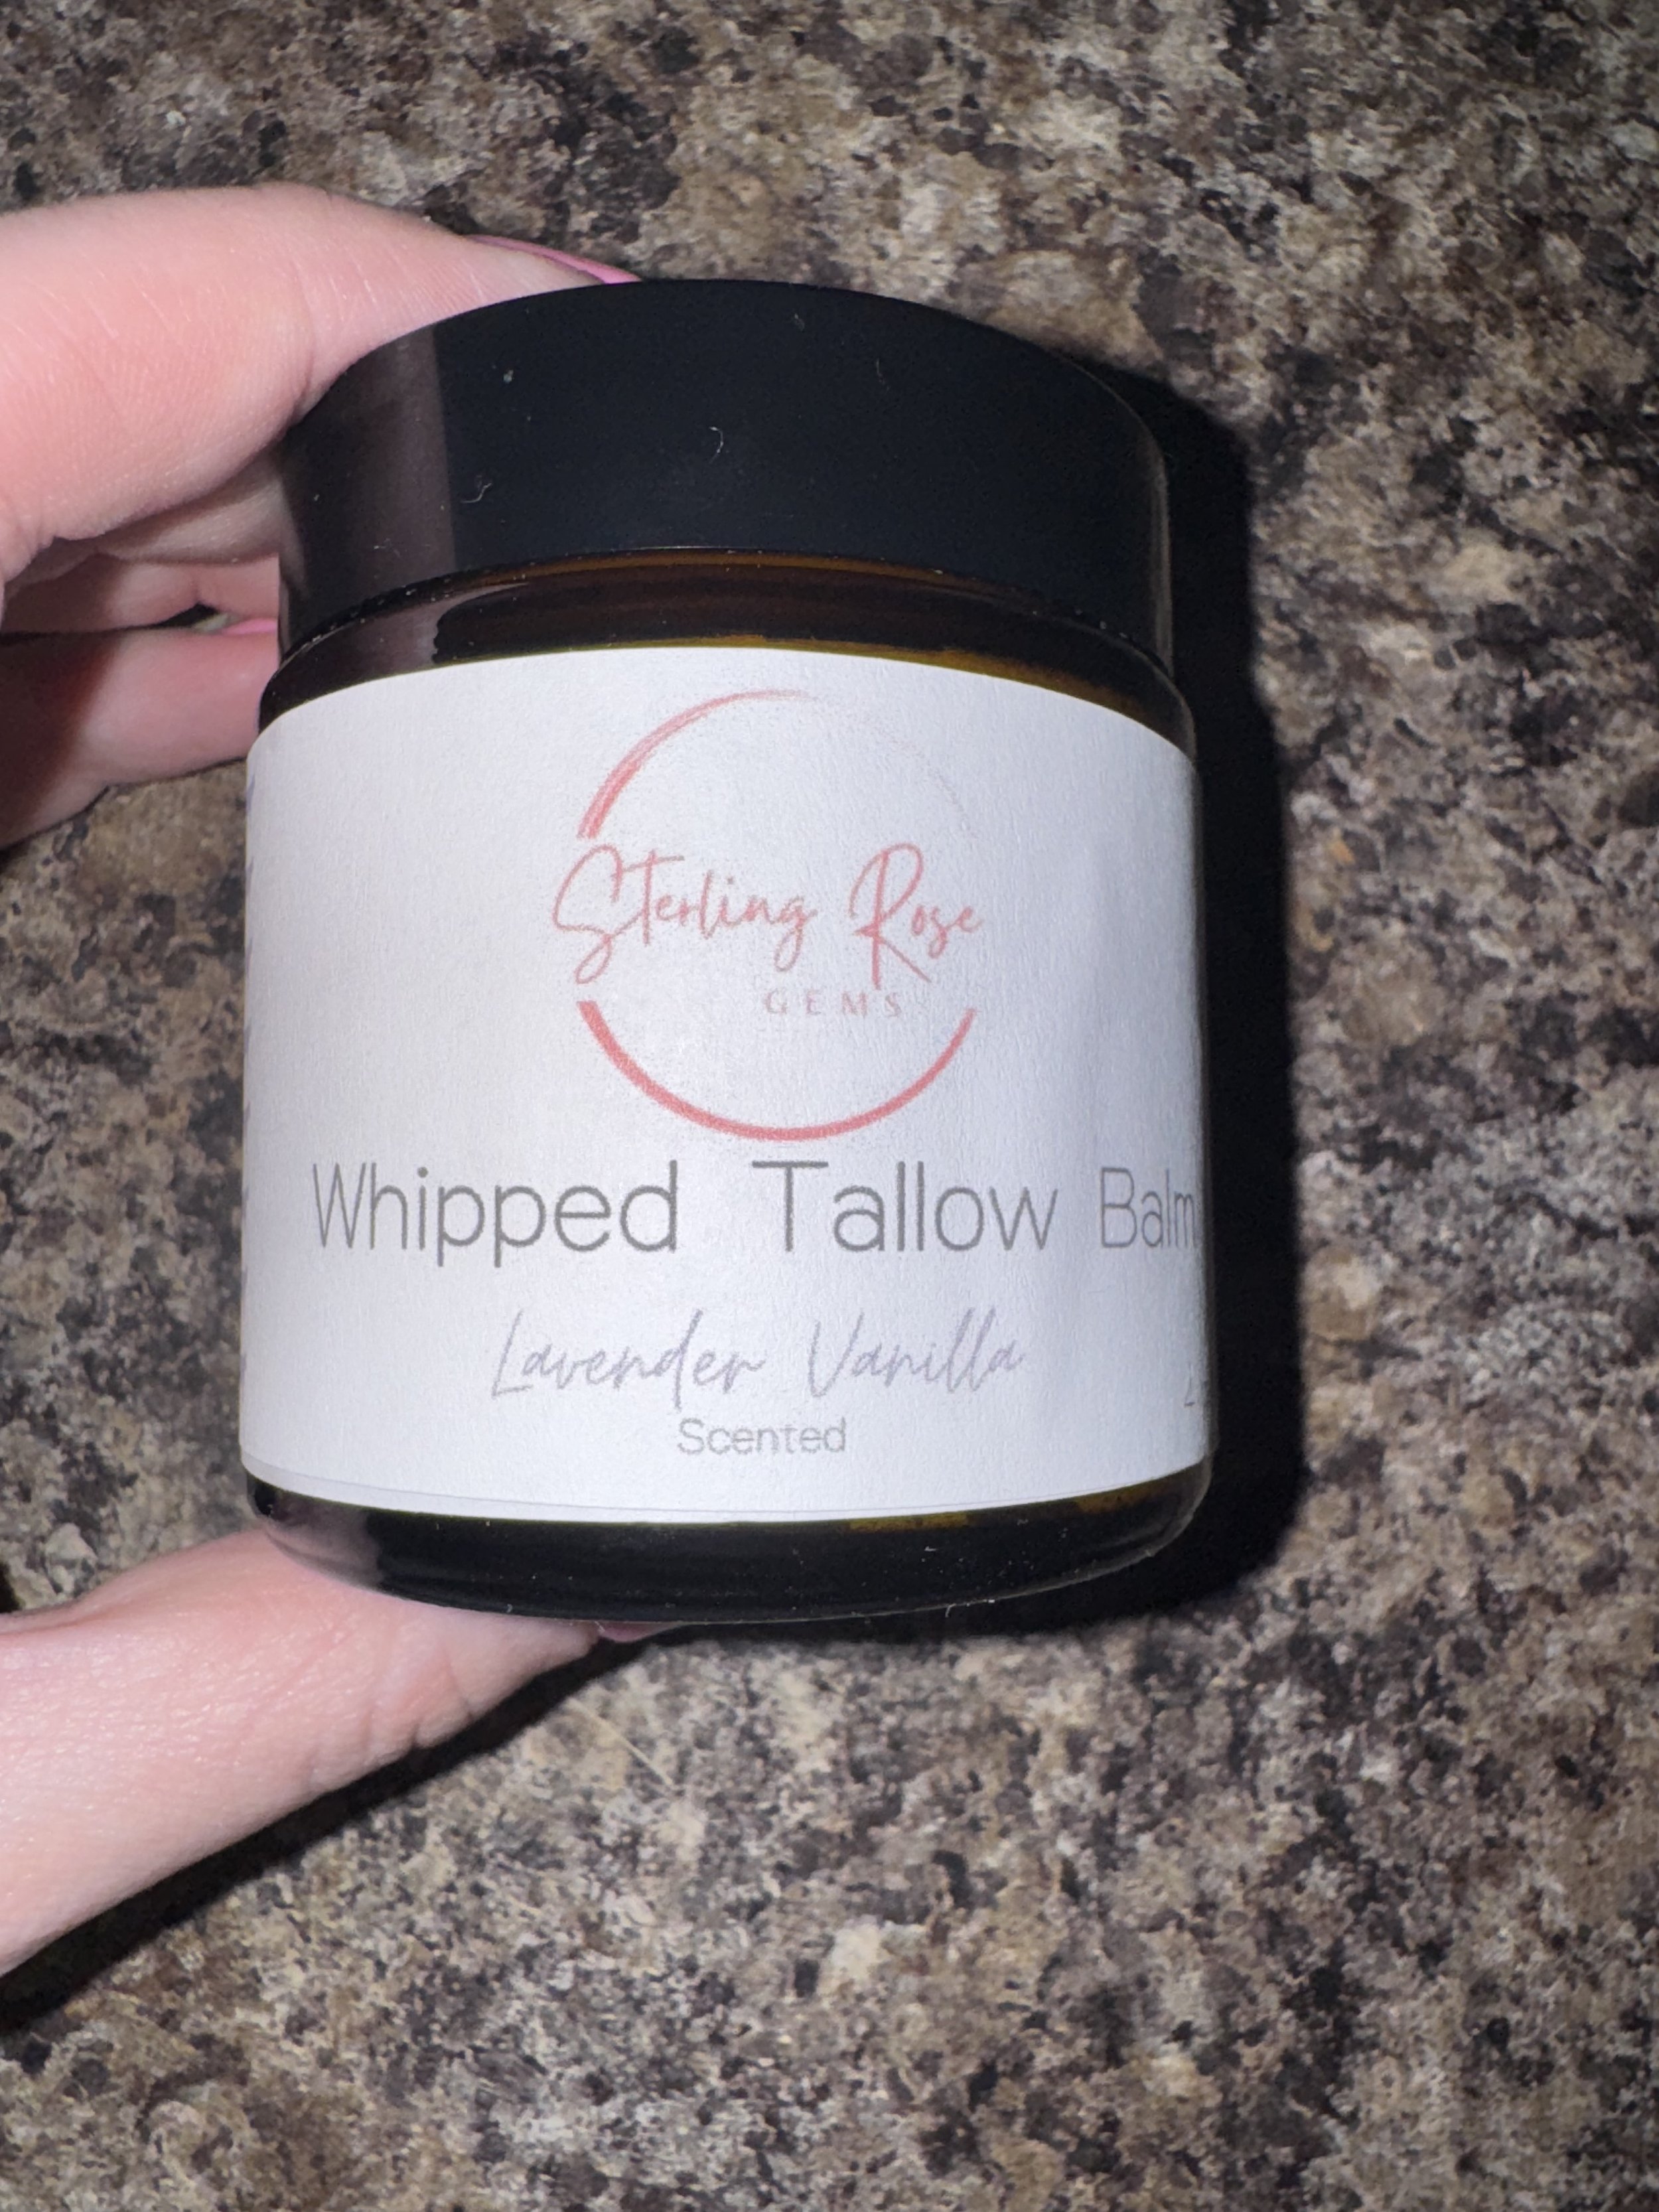 Sterling Rose
GEMS
Whipped Tallow Balm
Lavender Vanilla
Scented